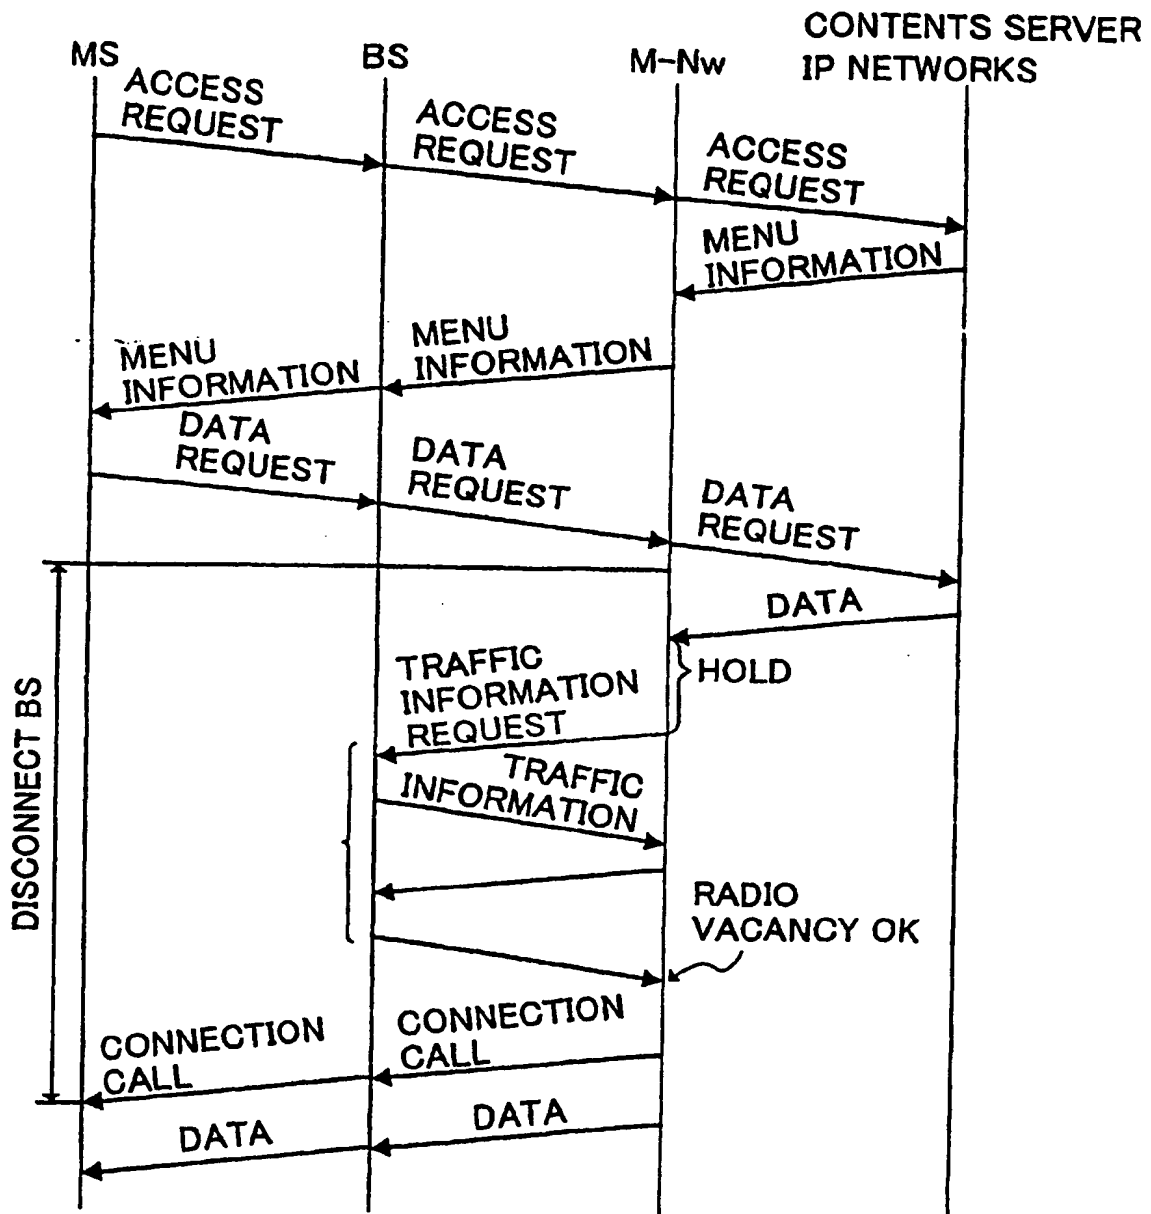 CONTENTS SERVER
IP NETWORKS
MS
BS
M-Nw
ACCESS
REQUEST
ACCESS
REQUEST
ACCESS
REQUEST
MENU
INFORMATION
MENU
INFORMATION
MENU
INFORMATION
DATA
REQUEST
DATA
REQUEST
DATA
REQUEST
DATA
HOLD
TRAFFIC
INFORMATION
REQUEST
TRAFFIC
INFORMATION
DISCONNECT BS
RADIO
VACANCY OK
CONNECTION
CALL
CONNECTION
CALL
DATA
DATA